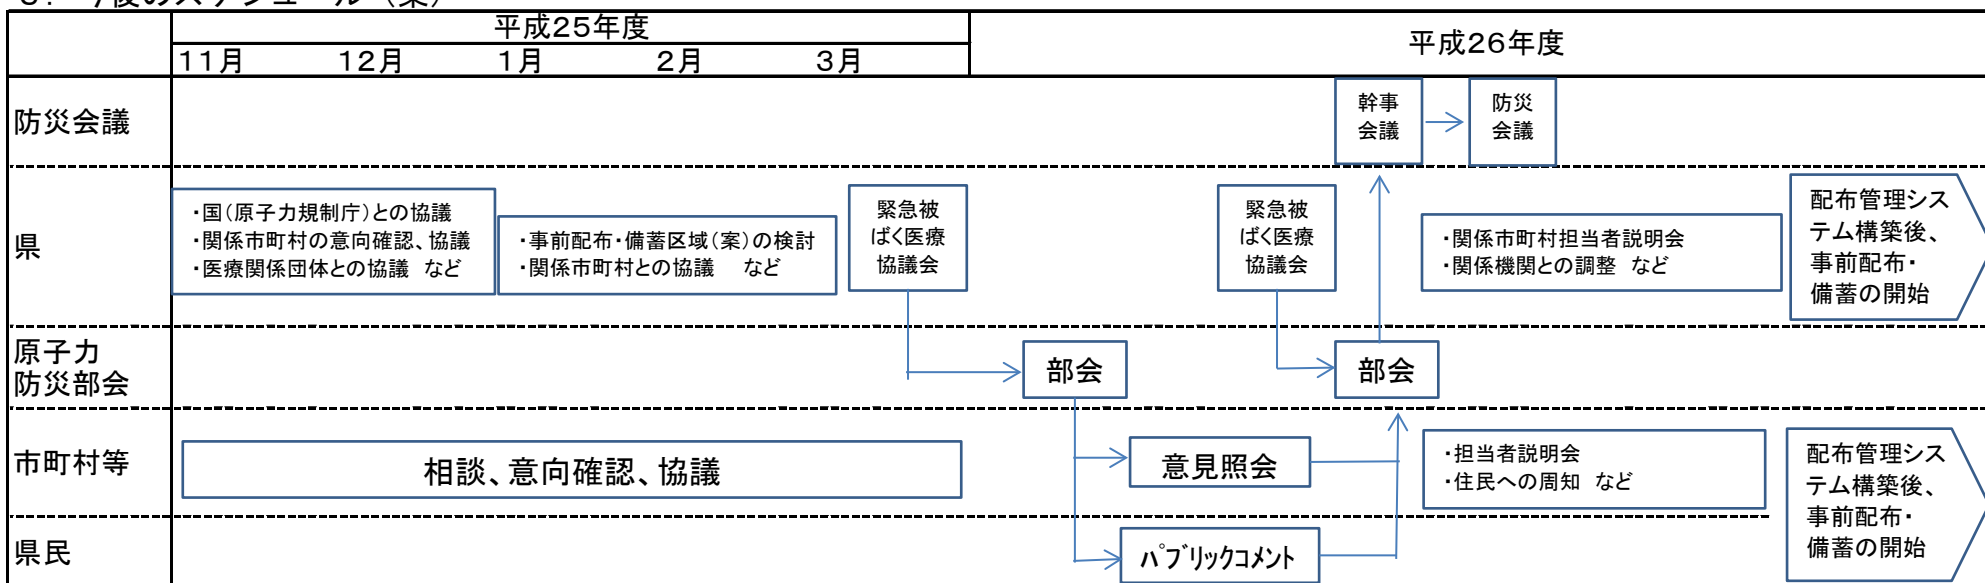 平成25年度
平成26年度
11月 12月 1月 2月 3月
防災会議
幹事
会議
防災
会議
県
・国(原子力規制庁)との協議
・関係市町村の意向確認、協議
・医療関係団体との協議 など
・事前配布・備蓄区域(案)の検討
・関係市町村との協議 など
緊急被
ばく医療
協議会
緊急被
ばく医療
協議会
・関係市町村担当者説明会
・関係機関との調整 など
配布管理シス
テム構築後、
事前配布・
備蓄の開始
原子力
防災部会
部会
部会
市町村等
相談、意向確認、協議
意見照会
・担当者説明会
・住民への周知 など
配布管理シス
テム構築後、
事前配布・
備蓄の開始
県民
パブリックコメント